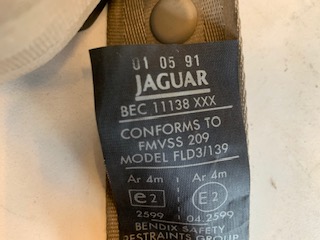 01 05 91
JAGUAR
BEC 11138 XXX
CONFORMS TO
FMVSS 209
MODEL FLD3/139
Ar 4m Ar 4m
e2 E2
2599 04 2599
BENDIX SAFETY
RESTRAINTS GROUP